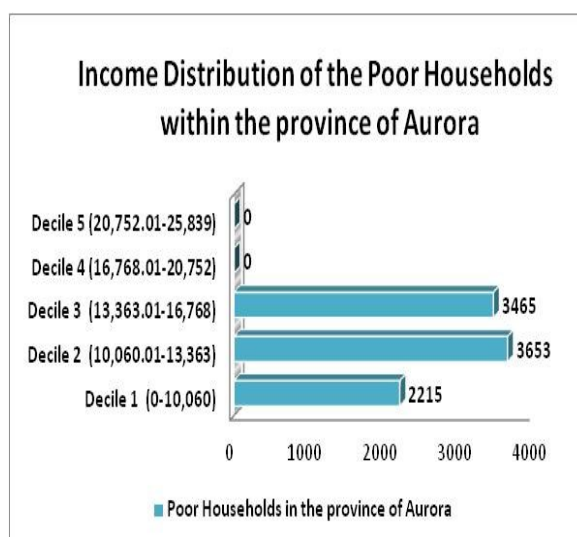 Income Distribution of the Poor Households
within the province of Aurora
Decile 5 (20,752.01-25,839) 0
Decile 4 (16,768.01-20,752) 0
Decile 3 (13,363.01-16,768) 3465
Decile 2 (10,060.01-13,363) 3653
Decile 1 (0-10,060) 2215
0 1000 2000 3000 4000
Poor Households in the province of Aurora